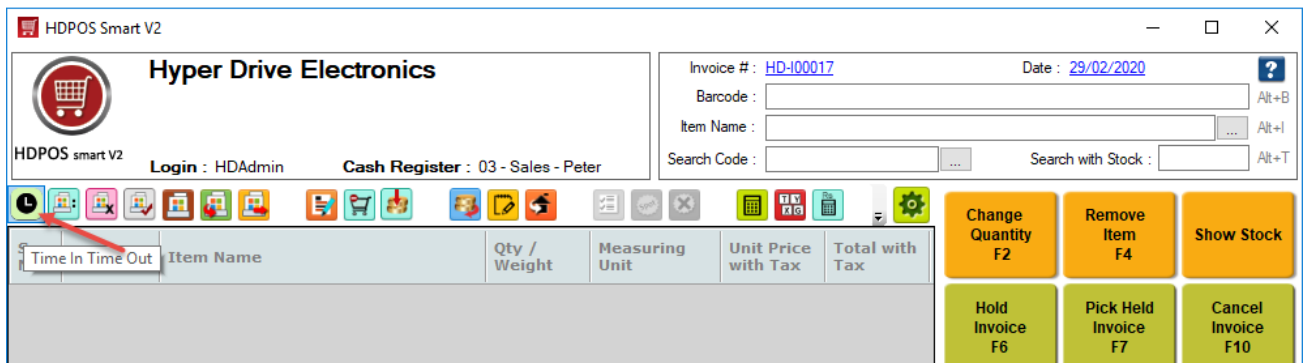 HDPOS Smart V2
Hyper Drive Electronics
HDPOS smart V2
Login : HDAdmin Cash Register : 03 - Sales - Peter
Invoice # : HD-I00017 Date : 29/02/2020 ?
Barcode : Alt+B
Item Name : ... Alt+I
Search Code : ... Search with Stock : Alt+T
Time In Time Out
Item Name
Qty /
Weight
Measuring
Unit
Unit Price
with Tax
Total with
Tax
Change
Quantity
F2
Remove
Item
F4
Show Stock
Hold
Invoice
F6
Pick Held
Invoice
F7
Cancel
Invoice
F10